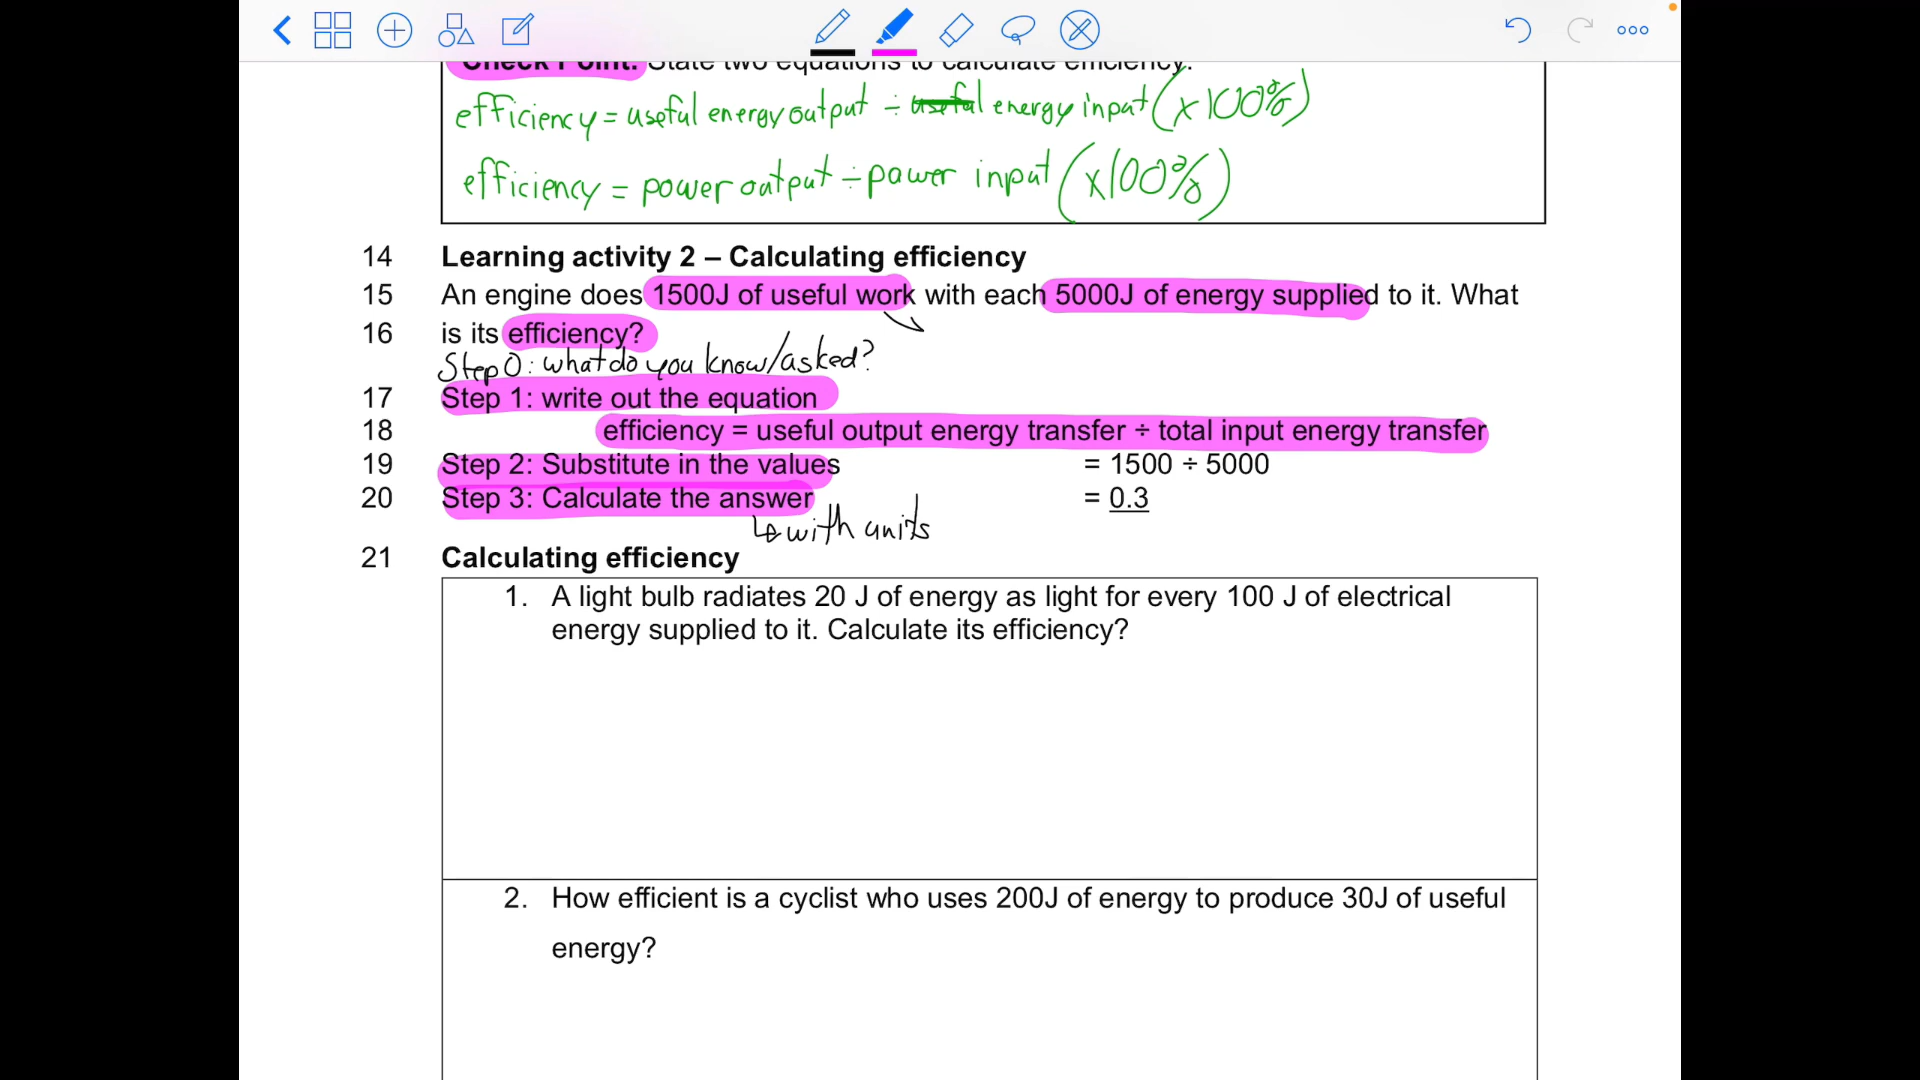 Check Point: State two equations to calculate efficiency.
efficiency = useful energy output ÷ useful energy input (x100%)
efficiency = power output ÷ power input (x100%)
14 Learning activity 2 – Calculating efficiency
15 An engine does 1500J of useful work with each 5000J of energy supplied to it. What
16 is its efficiency?
Step 0: what do you know/asked?
17 Step 1: write out the equation
18 efficiency = useful output energy transfer ÷ total input energy transfer
19 Step 2: Substitute in the values = 1500 ÷ 5000
20 Step 3: Calculate the answer = 0.3
↳ with units
21 Calculating efficiency
1. A light bulb radiates 20 J of energy as light for every 100 J of electrical
energy supplied to it. Calculate its efficiency?
2. How efficient is a cyclist who uses 200J of energy to produce 30J of useful
energy?